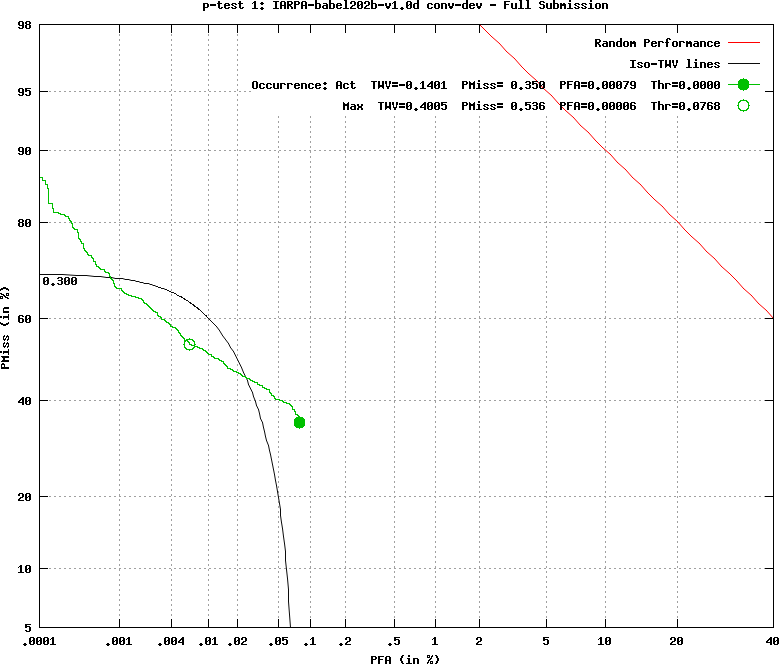 p-test 1: IARPA-babel202b-v1.0d conv-dev - Full Submission
Random Performance
Iso-TWV lines
Occurrence: Act TWV=-0.1401 PMiss= 0.350 PFA=0.00079 Thr=0.0000
Max TWV=0.4005 PMiss= 0.536 PFA=0.00006 Thr=0.0768
98
95
90
80
60
40
20
10
5
PMiss (in %)
0.300
.0001 .001 .004 .01 .02 .05 .1 .2 .5 1 2 5 10 20 40
PFA (in %)